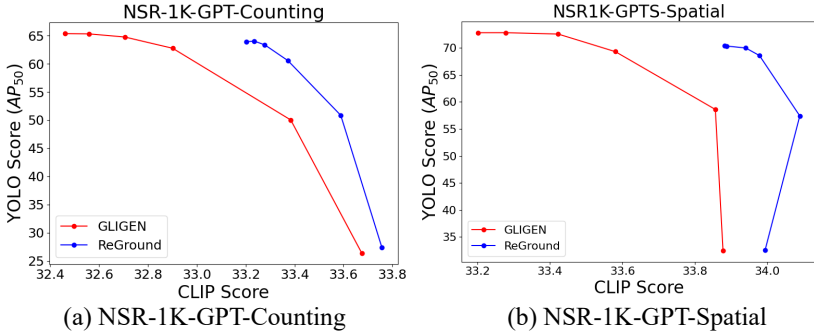 NSR-1K-GPT-Counting
YOLO Score (AP50)
65
60
55
50
45
40
35
30
25
GLIGEN
ReGround
32.4 32.6 32.8 33.0 33.2 33.4 33.6 33.8
CLIP Score
(a) NSR-1K-GPT-Counting
NSR1K-GPTS-Spatial
YOLO Score (AP50)
70
65
60
55
50
45
40
35
GLIGEN
ReGround
33.2 33.4 33.6 33.8 34.0
CLIP Score
(b) NSR-1K-GPT-Spatial